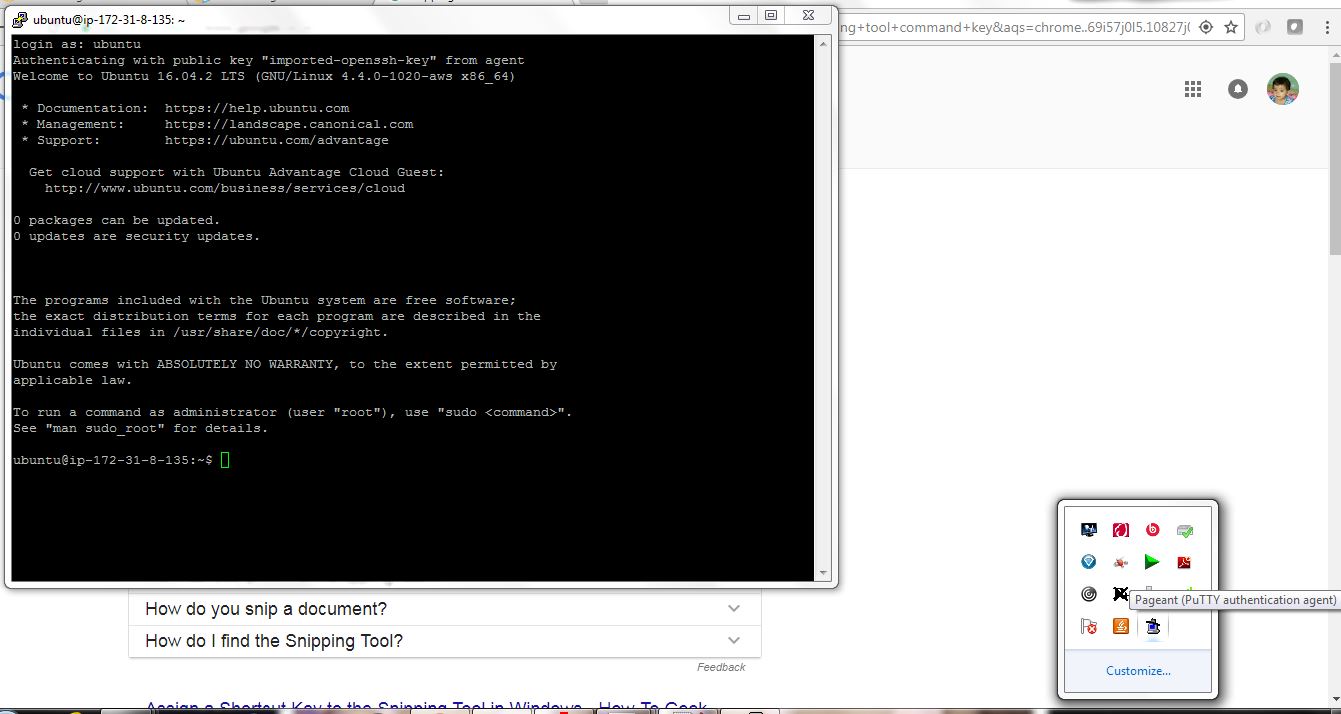 ubuntu@ip-172-31-8-135: ~
ng+tool+command+key&aqs=chrome..69i57j0l5.10827j0
login as: ubuntu
Authenticating with public key "imported-openssh-key" from agent
Welcome to Ubuntu 16.04.2 LTS (GNU/Linux 4.4.0-1020-aws x86_64)
* Documentation:  https://help.ubuntu.com
* Management:     https://landscape.canonical.com
* Support:        https://ubuntu.com/advantage
Get cloud support with Ubuntu Advantage Cloud Guest:
http://www.ubuntu.com/business/services/cloud
0 packages can be updated.
0 updates are security updates.
The programs included with the Ubuntu system are free software;
the exact distribution terms for each program are described in the
individual files in /usr/share/doc/*/copyright.
Ubuntu comes with ABSOLUTELY NO WARRANTY, to the extent permitted by
applicable law.
To run a command as administrator (user "root"), use "sudo <command>".
See "man sudo_root" for details.
ubuntu@ip-172-31-8-135:~$
How do you snip a document?
How do I find the Snipping Tool?
Feedback
Assign a Shortcut Key to the Snipping Tool in Windows - How-To Geek
Pageant (PuTTY authentication agent)
Customize...